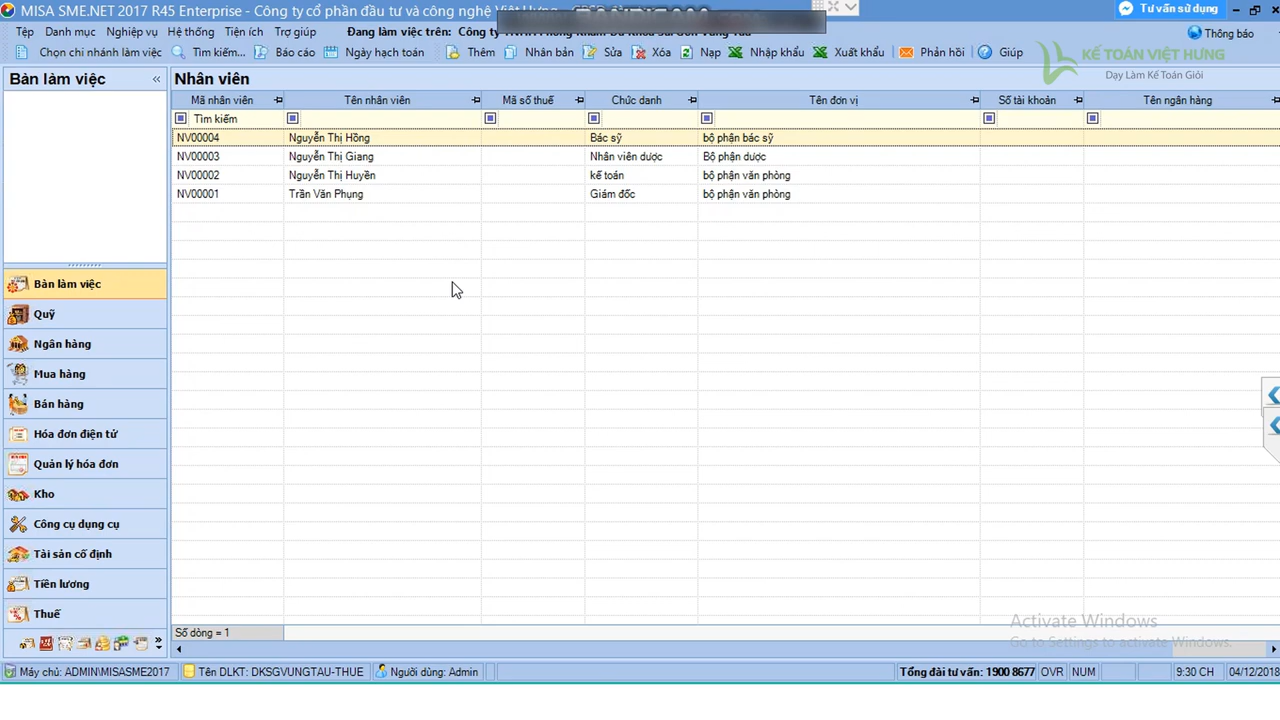 MISA SME.NET 2017 R45 Enterprise - Công ty cổ phần đầu tư và công nghệ Việt Hưng
Tư vấn sử dụng
Tệp Danh mục Nghiệp vụ Hệ thống Tiện ích Trợ giúp Đang làm việc trên: Công ty
Thông báo
Chọn chi nhánh làm việc Tìm kiếm... Báo cáo Ngày hạch toán Thêm Nhân bản Sửa Xóa Nạp Nhập khẩu Xuất khẩu Phản hồi Giúp
KẾ TOÁN VIỆT HƯNG
Dạy Làm Kế Toán Giỏi
Bàn làm việc
Nhân viên
Mã nhân viên Tên nhân viên Mã số thuế Chức danh Tên đơn vị Số tài khoản Tên ngân hàng
Tìm kiếm
NV00004 Nguyễn Thị Hồng Bác sỹ bộ phận bác sỹ
NV00003 Nguyễn Thị Giang Nhân viên dược Bộ phận dược
NV00002 Nguyễn Thị Huyền kế toán bộ phận văn phòng
NV00001 Trần Văn Phụng Giám đốc bộ phận văn phòng
Bàn làm việc
Quỹ
Ngân hàng
Mua hàng
Bán hàng
Hóa đơn điện tử
Quản lý hóa đơn
Kho
Công cụ dụng cụ
Tài sản cố định
Tiền lương
Thuế
Số dòng = 1
Activate Windows
Go to Settings to activate Windows.
Máy chủ: ADMIN\MISASME2017 Tên DLKT: DKSGVUNGTAU-THUE Người dùng: Admin Tổng đài tư vấn: 1900 8677 OVR NUM 9:30 CH 04/12/2018